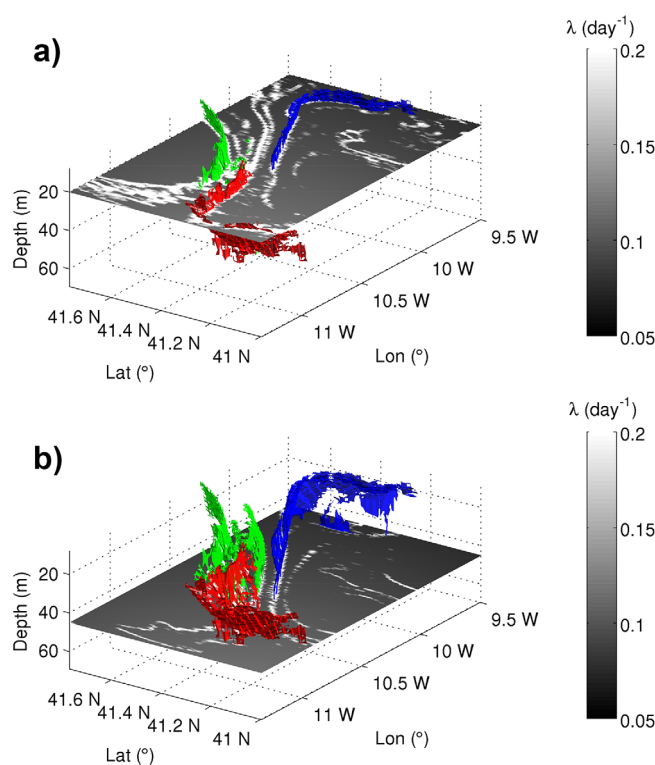 a)
λ (day-1)
0.2
0.15
0.1
0.05
20
40
60
Depth (m)
9.5 W
10 W
10.5 W
11 W
Lon (°)
41.6 N
41.4 N
41.2 N
41 N
Lat (°)
b)
λ (day-1)
0.2
0.15
0.1
0.05
20
40
60
Depth (m)
9.5 W
10 W
10.5 W
11 W
Lon (°)
41.6 N
41.4 N
41.2 N
41 N
Lat (°)